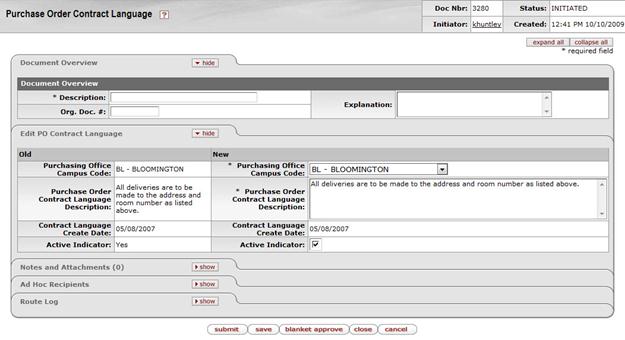 Purchase Order Contract Language ?
Doc Nbr: 3280 Status: INITIATED
Initiator: khuntley Created: 12:41 PM 10/10/2009
expand all collapse all
* required field
Document Overview hide
Document Overview
* Description:
Explanation:
Org. Doc. #:
Edit PO Contract Language hide
Old New
Purchasing Office
Campus Code: BL - BLOOMINGTON
* Purchasing Office
Campus Code: BL - BLOOMINGTON
Purchase Order
Contract Language
Description:
All deliveries are to be
made to the address and
room number as listed
above.
* Purchase Order
Contract Language
Description:
All deliveries are to be made to the address and room number as listed above.
Contract Language
Create Date: 05/08/2007
Contract Language
Create Date: 05/08/2007
Active Indicator: Yes
Active Indicator:
Notes and Attachments (0) show
Ad Hoc Recipients show
Route Log show
submit save blanket approve close cancel